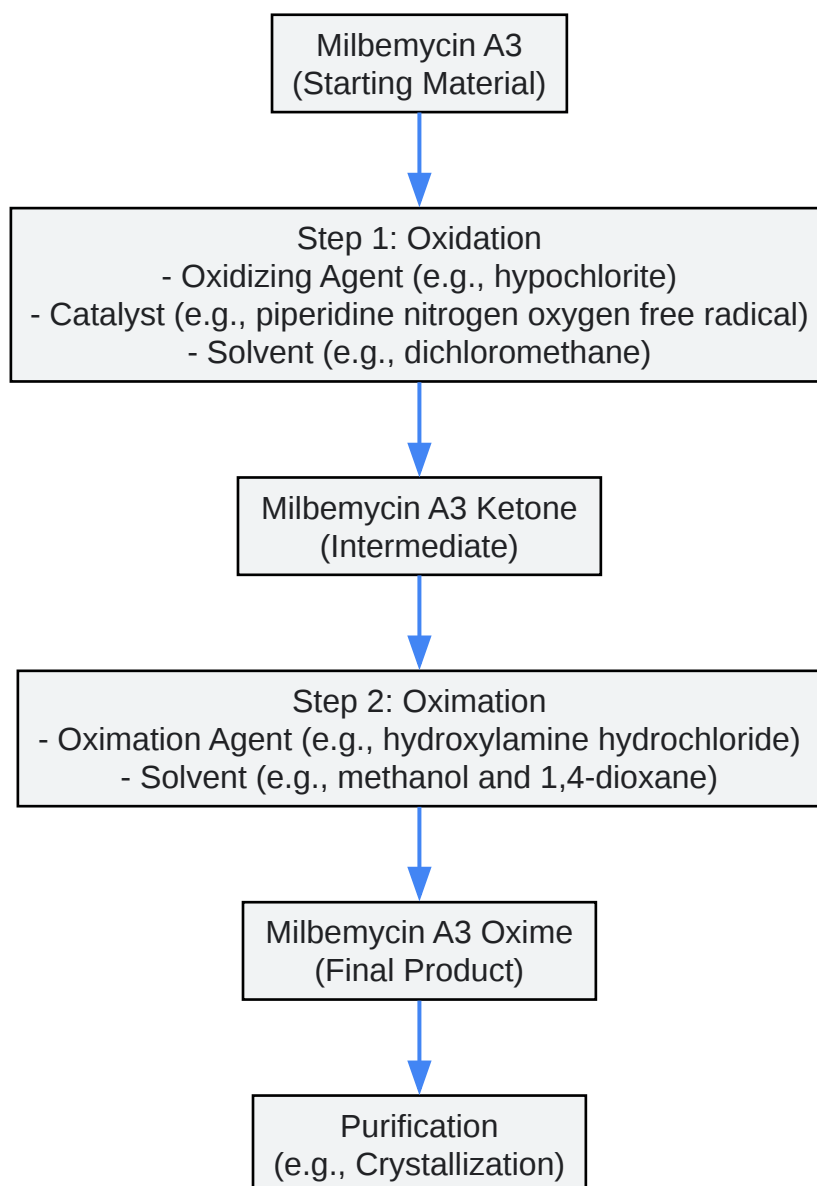 Milbemycin A3
(Starting Material)
Step 1: Oxidation
- Oxidizing Agent (e.g., hypochlorite)
- Catalyst (e.g., piperidine nitrogen oxygen free radical)
- Solvent (e.g., dichloromethane)
Milbemycin A3 Ketone
(Intermediate)
Step 2: Oximation
- Oximation Agent (e.g., hydroxylamine hydrochloride)
- Solvent (e.g., methanol and 1,4-dioxane)
Milbemycin A3 Oxime
(Final Product)
Purification
(e.g., Crystallization)